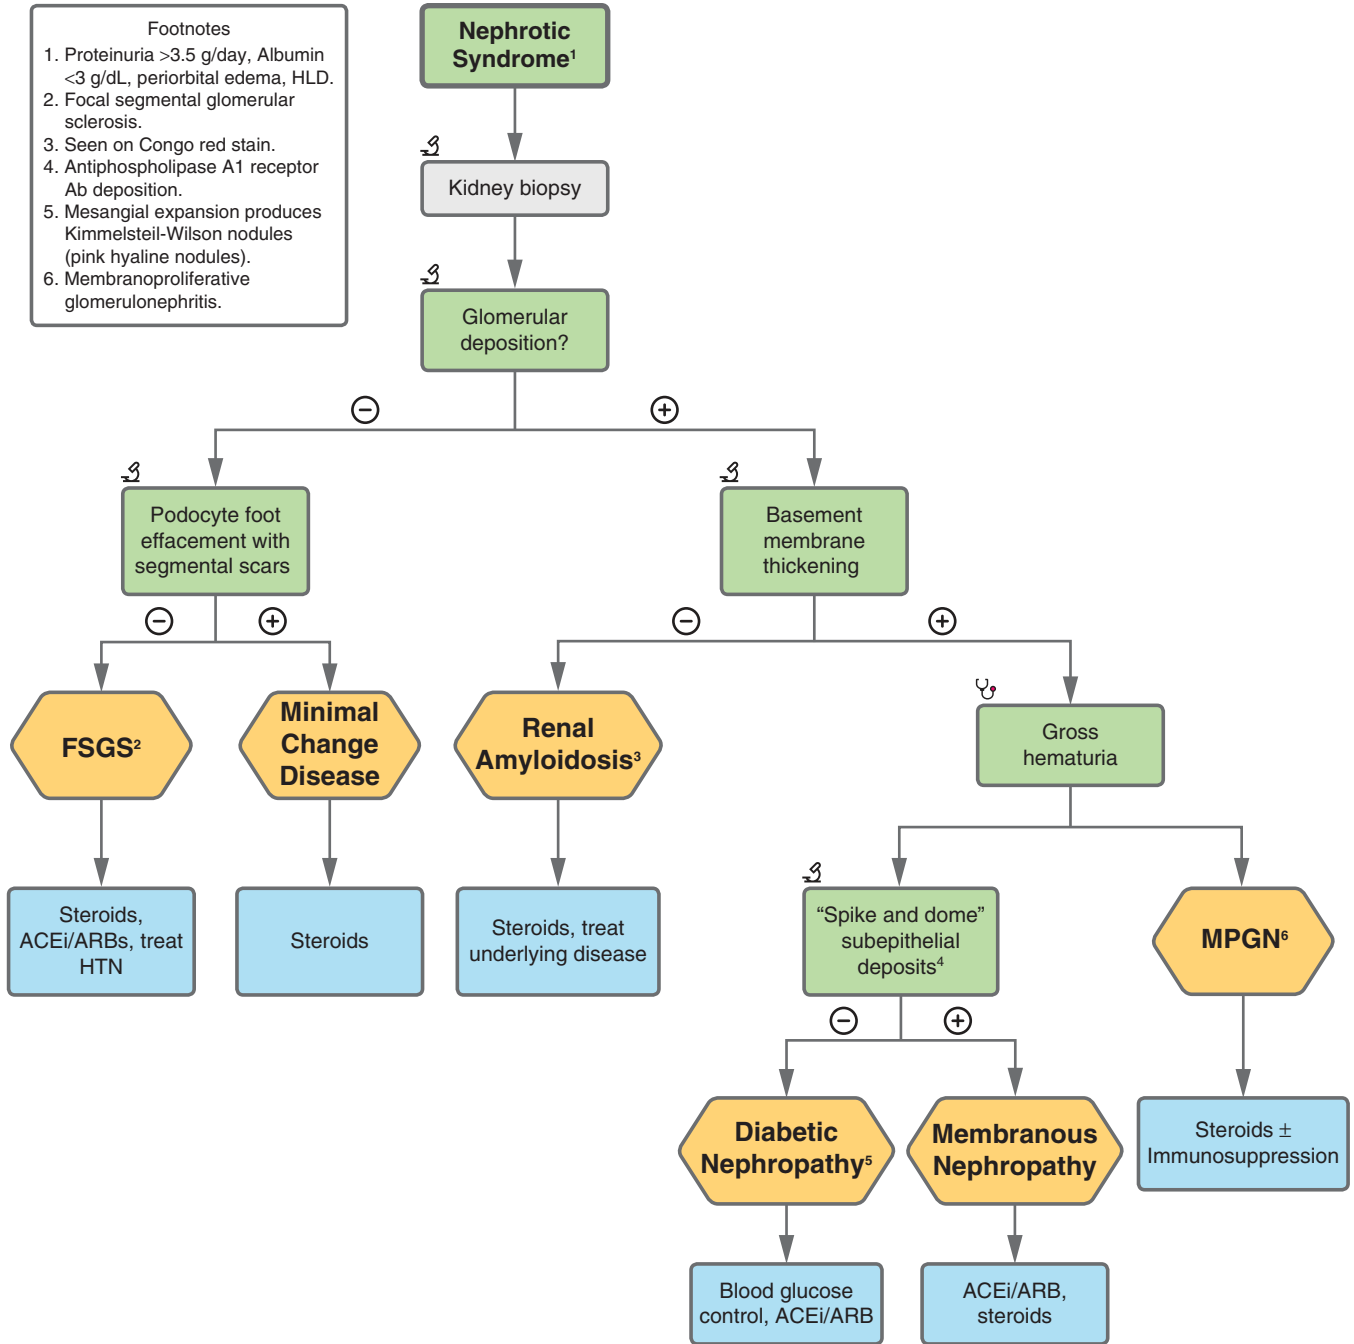 Footnotes
1. Proteinuria >3.5 g/day, Albumin
<3 g/dL, periorbital edema, HLD.
2. Focal segmental glomerular
sclerosis.
3. Seen on Congo red stain.
4. Antiphospholipase A1 receptor
Ab deposition.
5. Mesangial expansion produces
Kimmelsteil-Wilson nodules
(pink hyaline nodules).
6. Membranoproliferative
glomerulonephritis.
Nephrotic
Syndrome¹
Kidney biopsy
Glomerular
deposition?
−
+
Podocyte foot
effacement with
segmental scars
Basement
membrane
thickening
−
+
−
+
FSGS²
Minimal
Change
Disease
Renal
Amyloidosis³
Gross
hematuria
Steroids,
ACEi/ARBs, treat
HTN
Steroids
Steroids, treat
underlying disease
“Spike and dome”
subepithelial
deposits⁴
MPGN⁶
−
+
Diabetic
Nephropathy⁵
Membranous
Nephropathy
Steroids ±
Immunosuppression
Blood glucose
control, ACEi/ARB
ACEi/ARB,
steroids